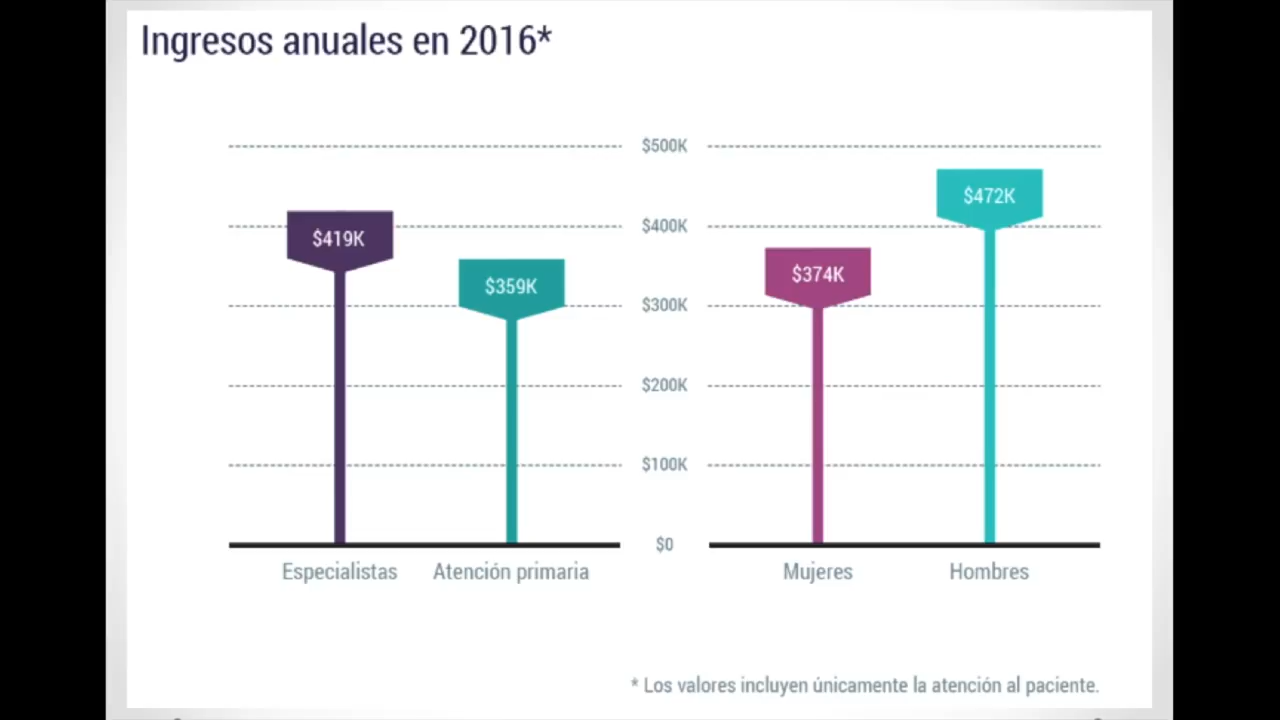 Ingresos anuales en 2016*
$500K
$472K
$419K
$400K
$359K
$374K
$300K
$200K
$100K
$0
Especialistas Atención primaria Mujeres Hombres
* Los valores incluyen únicamente la atención al paciente.